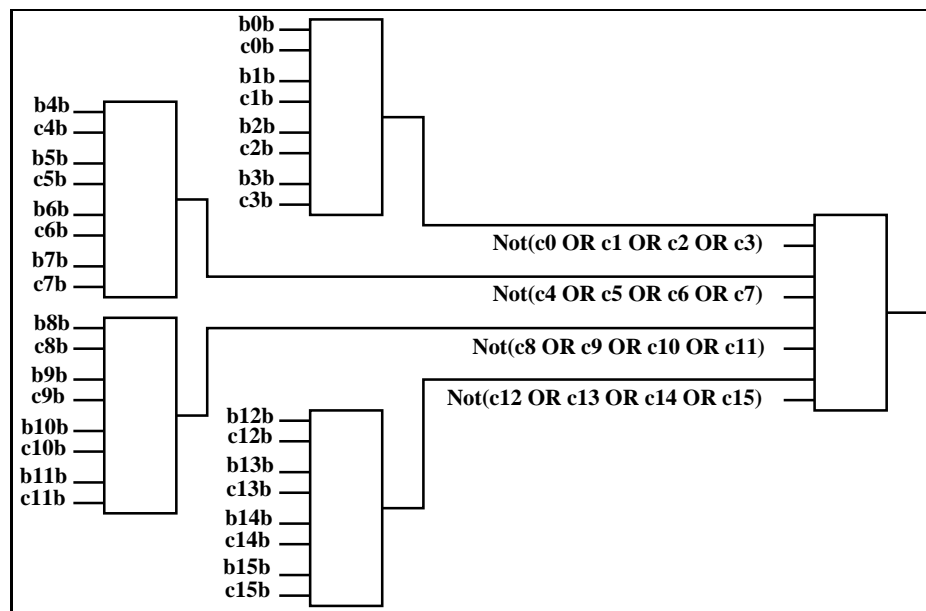 b0b
c0b
b1b
c1b
b2b
c2b
b3b
c3b
b4b
c4b
b5b
c5b
b6b
c6b
b7b
c7b
Not(c0 OR c1 OR c2 OR c3)
Not(c4 OR c5 OR c6 OR c7)
Not(c8 OR c9 OR c10 OR c11)
Not(c12 OR c13 OR c14 OR c15)
b8b
c8b
b9b
c9b
b10b
c10b
b11b
c11b
b12b
c12b
b13b
c13b
b14b
c14b
b15b
c15b